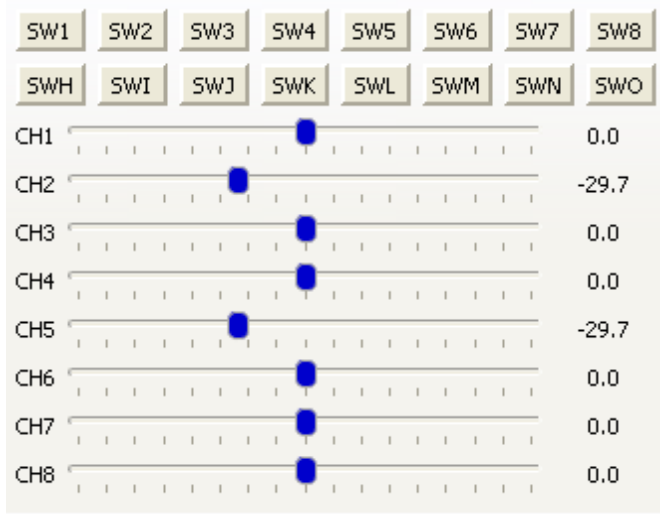 SW1 SW2 SW3 SW4 SW5 SW6 SW7 SW8
SWH SWI SWJ SWK SWL SWM SWN SWO
CH1 0.0
CH2 -29.7
CH3 0.0
CH4 0.0
CH5 -29.7
CH6 0.0
CH7 0.0
CH8 0.0